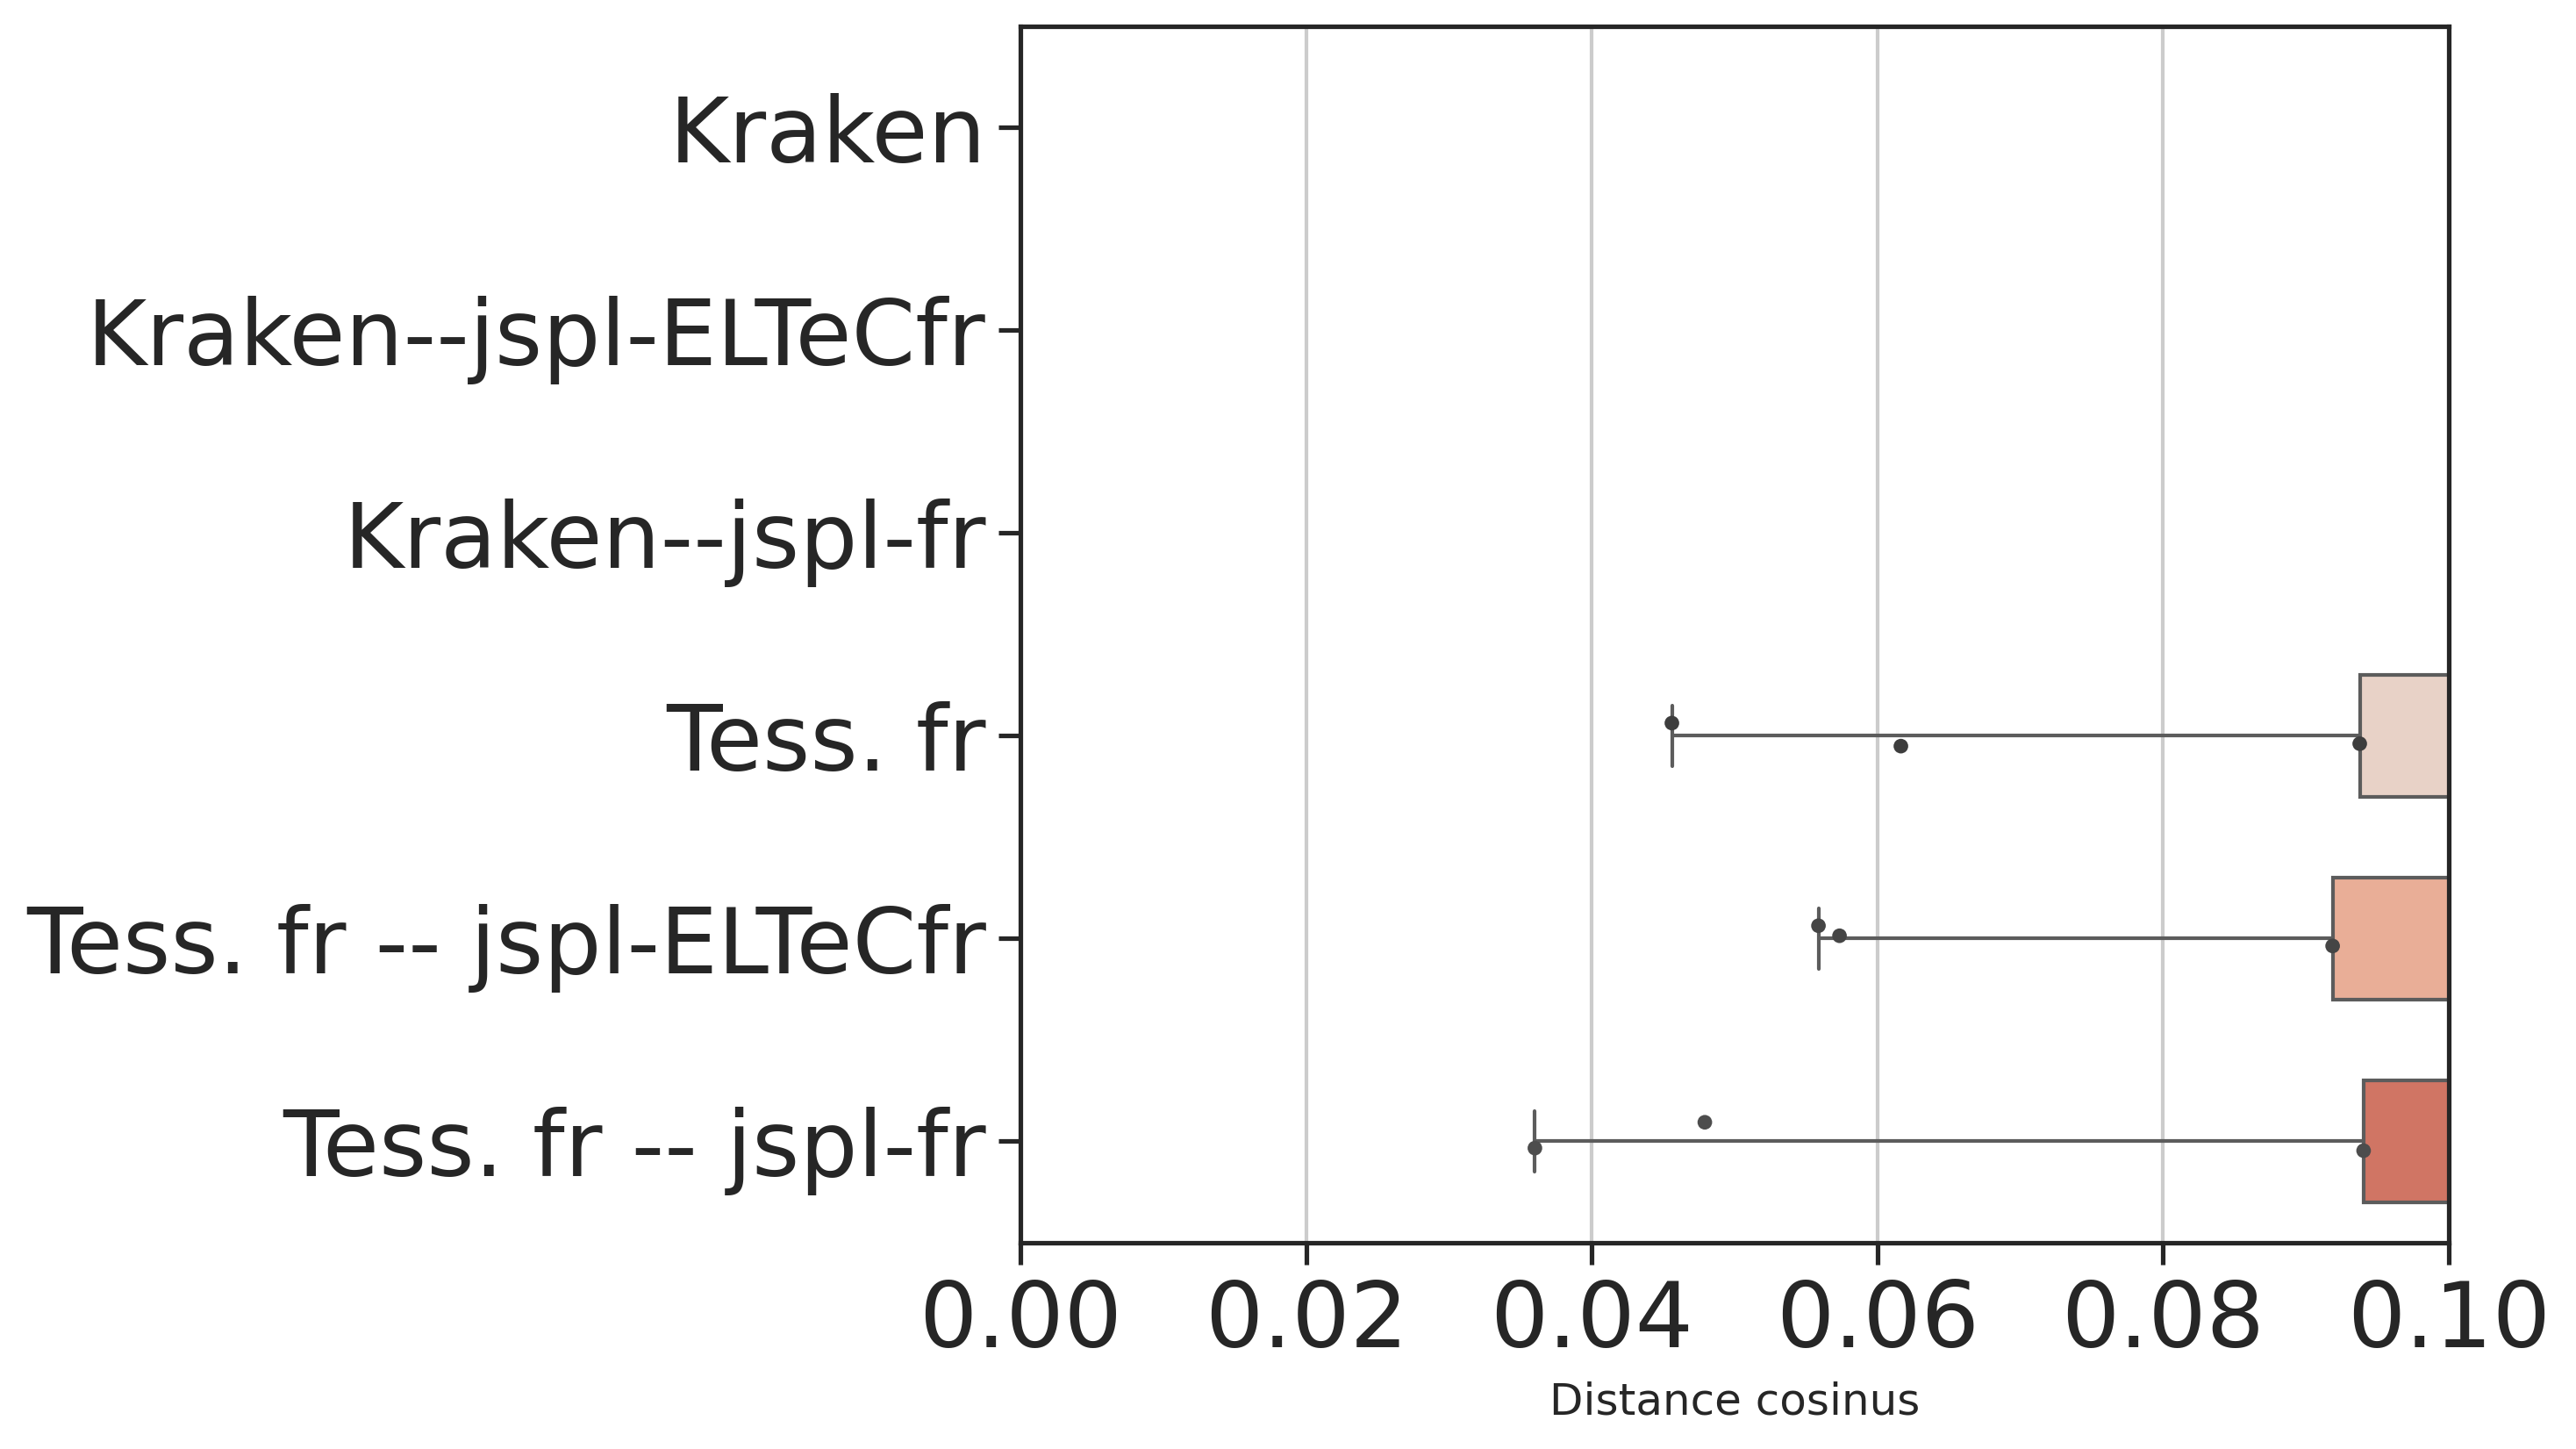 Kraken
Kraken--jspl-ELTeCfr
Kraken--jspl-fr
Tess. fr
Tess. fr -- jspl-ELTeCfr
Tess. fr -- jspl-fr
0.00 0.02 0.04 0.06 0.08 0.10
Distance cosinus